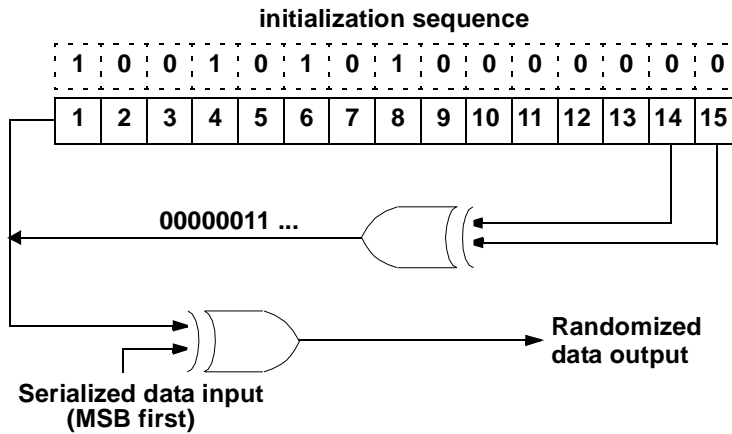 initialization sequence
1 0 0 1 0 1 0 1 0 0 0 0 0 0 0
1 2 3 4 5 6 7 8 9 10 11 12 13 14 15
00000011 ...
Randomized
data output
Serialized data input
(MSB first)